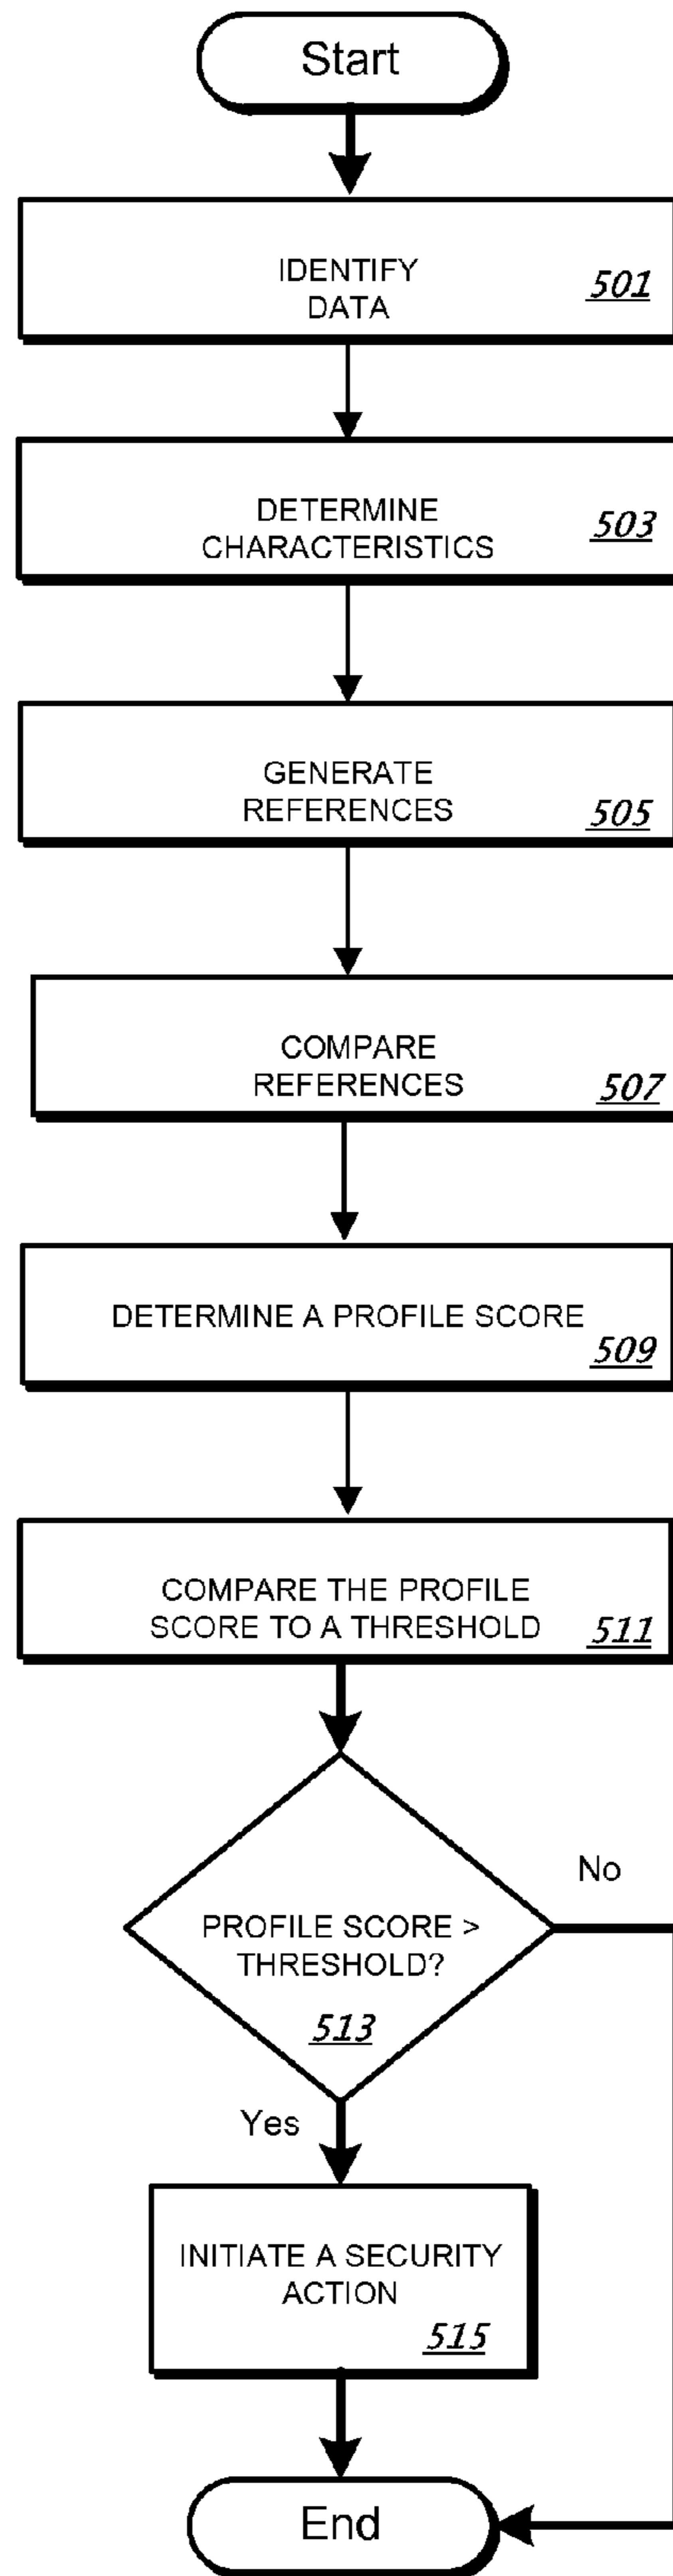 Start
IDENTIFY
DATA
501
DETERMINE
CHARACTERISTICS
503
GENERATE
REFERENCES
505
COMPARE
REFERENCES
507
DETERMINE A PROFILE SCORE
509
COMPARE THE PROFILE
SCORE TO A THRESHOLD
511
No
PROFILE SCORE >
THRESHOLD?
513
Yes
INITIATE A SECURITY
ACTION
515
End